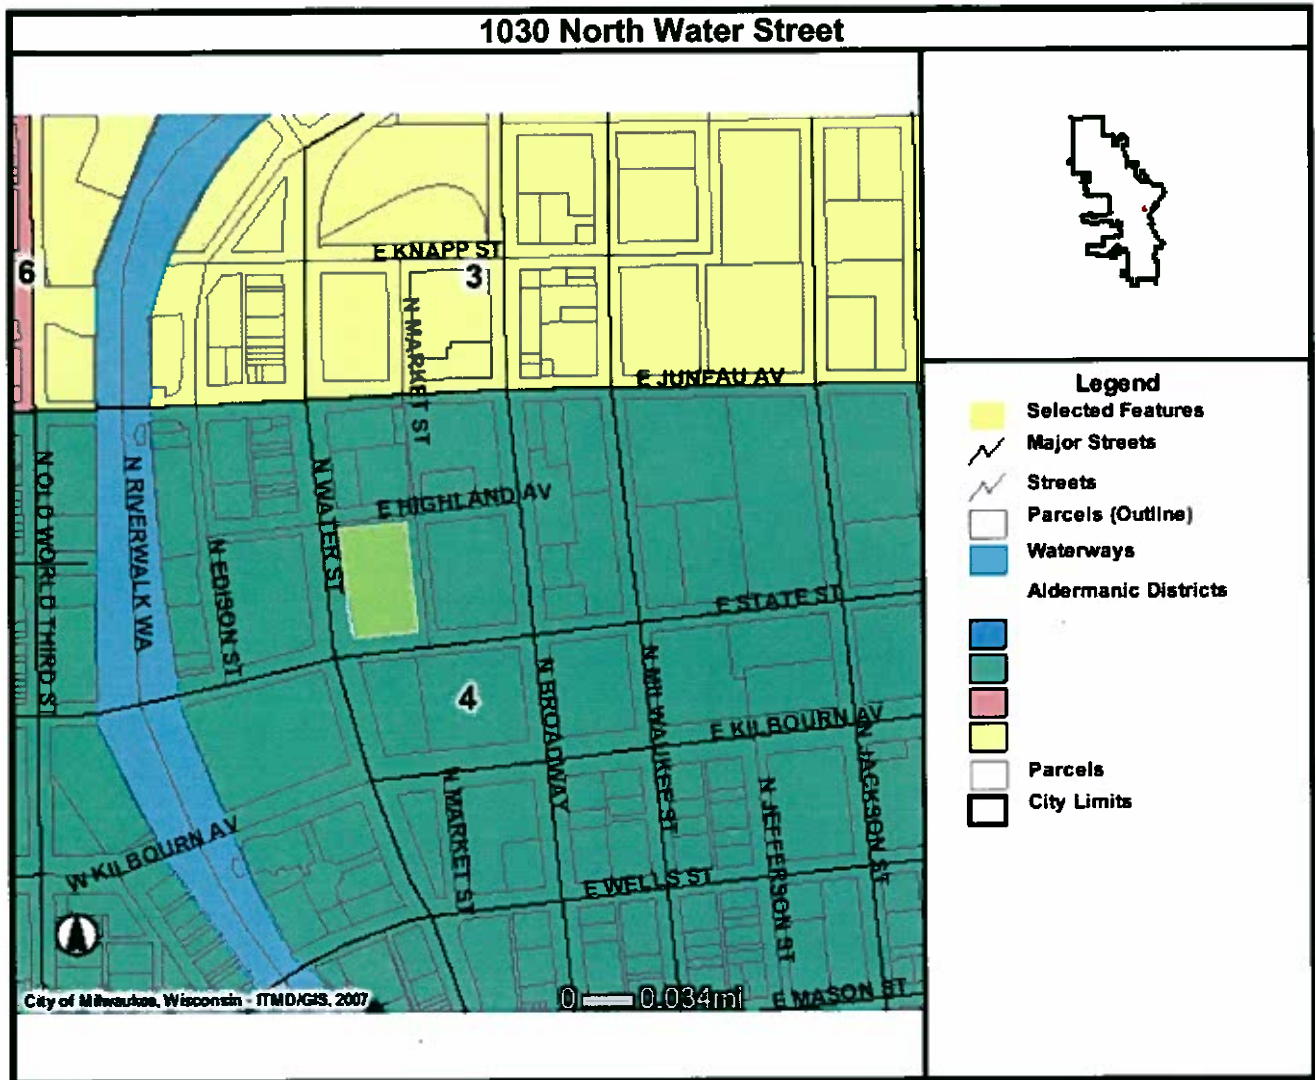 1030 North Water Street
6
E KNAPP ST
3
N MARKET ST
E JUNEAU AV
N OLD WORLD THIRD ST
N RIVERWALK WA
N WATER ST
E HIGHLAND AV
N EDISON ST
E STATE ST
4
N BROADWAY
N MILWAUKEE ST
E KILBOURN AV
N JACKSON ST
N MARKET ST
N JEFFERSON ST
W KILBOURN AV
E WELLS ST
E MASON ST
City of Milwaukee, Wisconsin - ITMD/GIS, 2007
0 0.034mi
Legend
Selected Features
Major Streets
Streets
Parcels (Outline)
Waterways
Aldermanic Districts
Parcels
City Limits